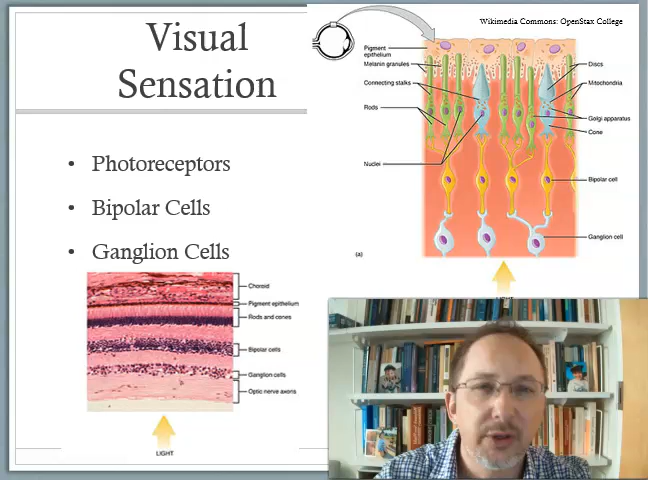 Visual
Sensation
• Photoreceptors
• Bipolar Cells
• Ganglion Cells
Wikimedia Commons: OpenStax College
Pigment
epithelium
Melanin granules
Connecting stalks
Rods
Nuclei
Discs
Mitochondria
Golgi apparatus
Cone
Bipolar cell
Ganglion cell
(a)
LIGHT
Choroid
Pigment epithelium
Rods and cones
Bipolar cells
Ganglion cells
Optic nerve axons
LIGHT